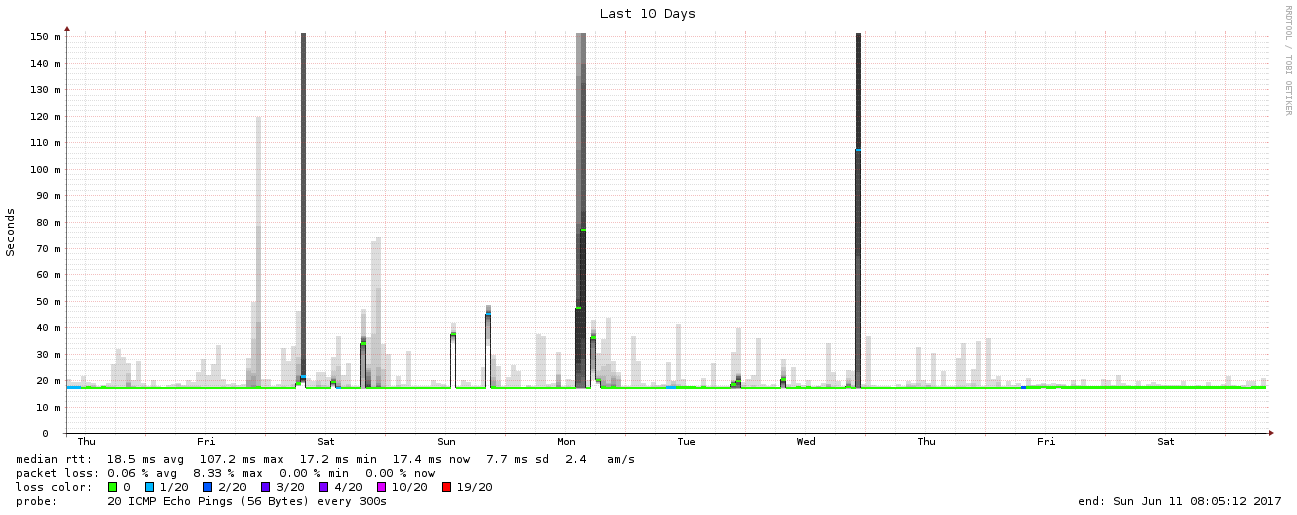 Last 10 Days
RRDTOOL / TOBI OETIKER
Seconds
150 m
140 m
130 m
120 m
110 m
100 m
90 m
80 m
70 m
60 m
50 m
40 m
30 m
20 m
10 m
0
Thu Fri Sat Sun Mon Tue Wed Thu Fri Sat
median rtt: 18.5 ms avg 107.2 ms max 17.2 ms min 17.4 ms now 7.7 ms sd 2.4 am/s
packet loss: 0.06 % avg 8.33 % max 0.00 % min 0.00 % now
loss color: 0 1/20 2/20 3/20 4/20 10/20 19/20
probe: 20 ICMP Echo Pings (56 Bytes) every 300s end: Sun Jun 11 08:05:12 2017